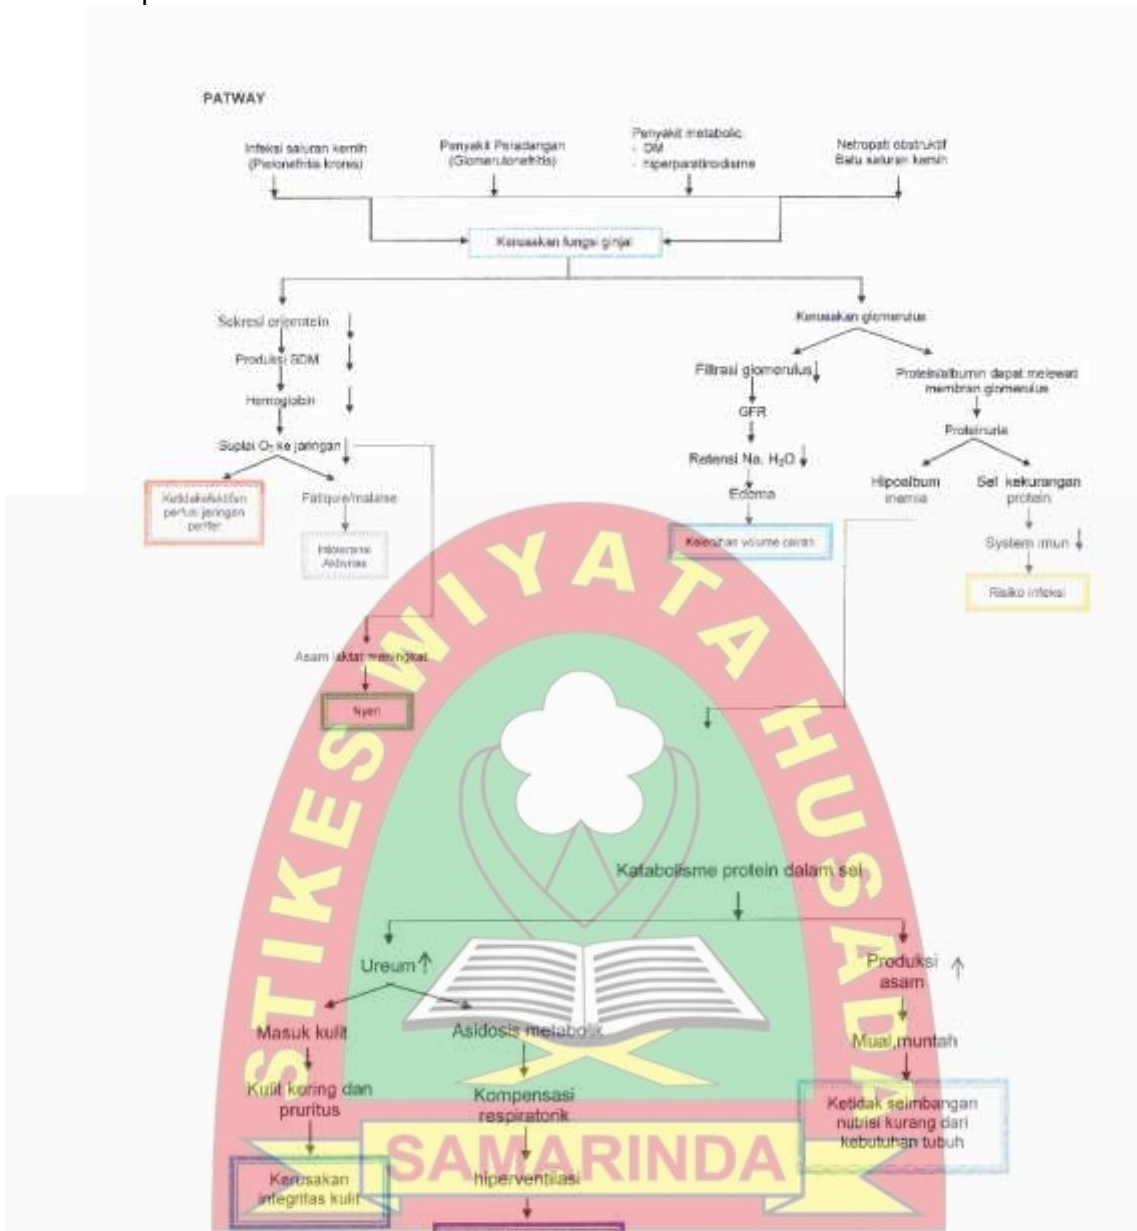 PATWAY
Infeksi saluran kemih
(Pielonefritis kronis)
Penyakit Peradangan
(Glomerulonefritis)
Penyakit metabolic
- DM
- hiperparatiroidisme
Netropati obstruktif
Batu saluran kemih
Kerusakan fungsi ginjal
Sekresi
Produksi SDM
Hemoglobin
Suplai O₂ ke jaringan
Ketidakefektifan
perfusi jaringan
perifer
Fatique/malaise
Intoleransi
Aktivitas
Asam laktat meningkat
Nyeri
Kerusakan glomerulus
Filtrasi glomerulus
GFR
Retensi Na. H₂O
Edema
Kelebihan volume cairan
Protein/albumin dapat melewati
membran glomerulus
Proteinuria
Hipoalbum
inemia
Sel kekurangan
protein
System imun
Risiko infeksi
Katabolisme protein dalam sel
Ureum
Masuk kulit
Kulit kering dan
pruritus
Kerusakan
integritas kulit
Asidosis metabolik
Kompensasi
respiratorik
hiperventilasi
Produksi
asam
Mual,muntah
Ketidak seimbangan
nutrisi kurang dari
kebutuhan tubuh
STIKES WIYATA HUSADA
SAMARINDA